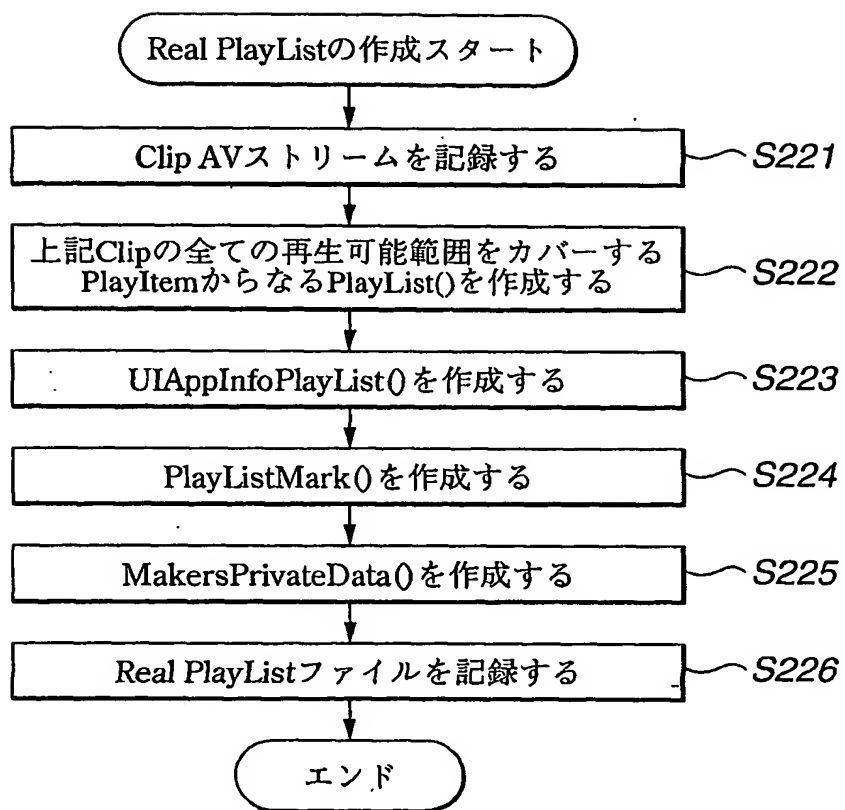 Real PlayListの作成スタート
Clip AVストリームを記録する
S221
上記Clipの全ての再生可能範囲をカバーする
PlayItemからなるPlayList()を作成する
S222
UIAppInfoPlayList()を作成する
S223
PlayListMark()を作成する
S224
MakersPrivateData()を作成する
S225
Real PlayListファイルを記録する
S226
エンド